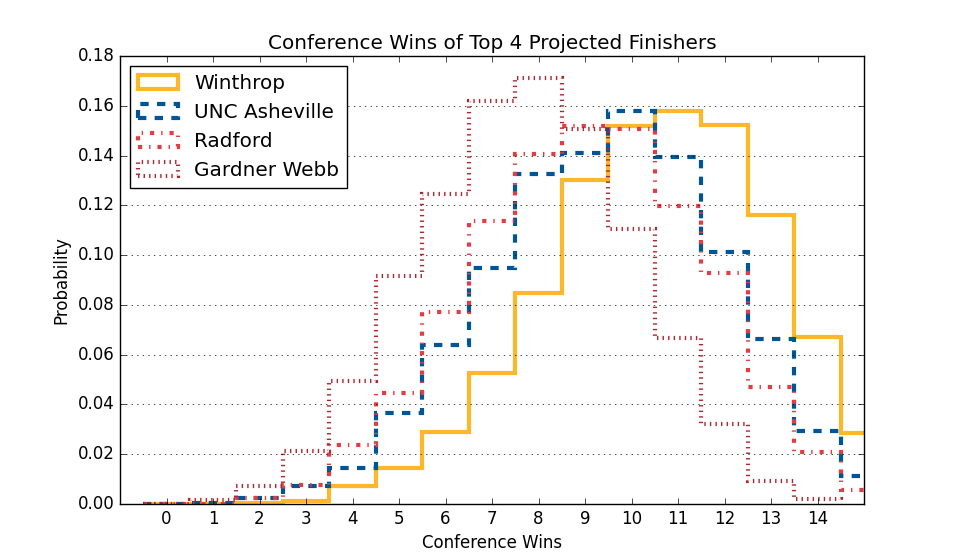 Conference Wins of Top 4 Projected Finishers
0.18
0.16
0.14
0.12
0.10
0.08
0.06
0.04
0.02
0.00
Probability
Winthrop
UNC Asheville
Radford
Gardner Webb
0 1 2 3 4 5 6 7 8 9 10 11 12 13 14
Conference Wins